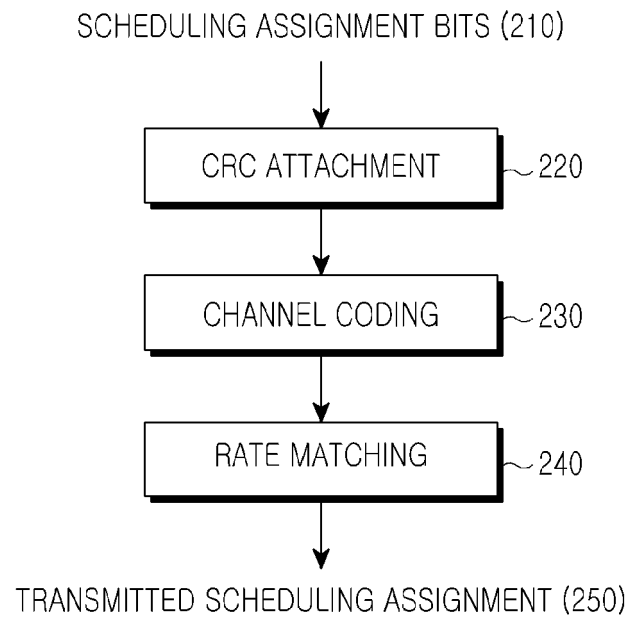 SCHEDULING ASSIGNMENT BITS (210)
CRC ATTACHMENT
220
CHANNEL CODING
230
RATE MATCHING
240
TRANSMITTED SCHEDULING ASSIGNMENT (250)